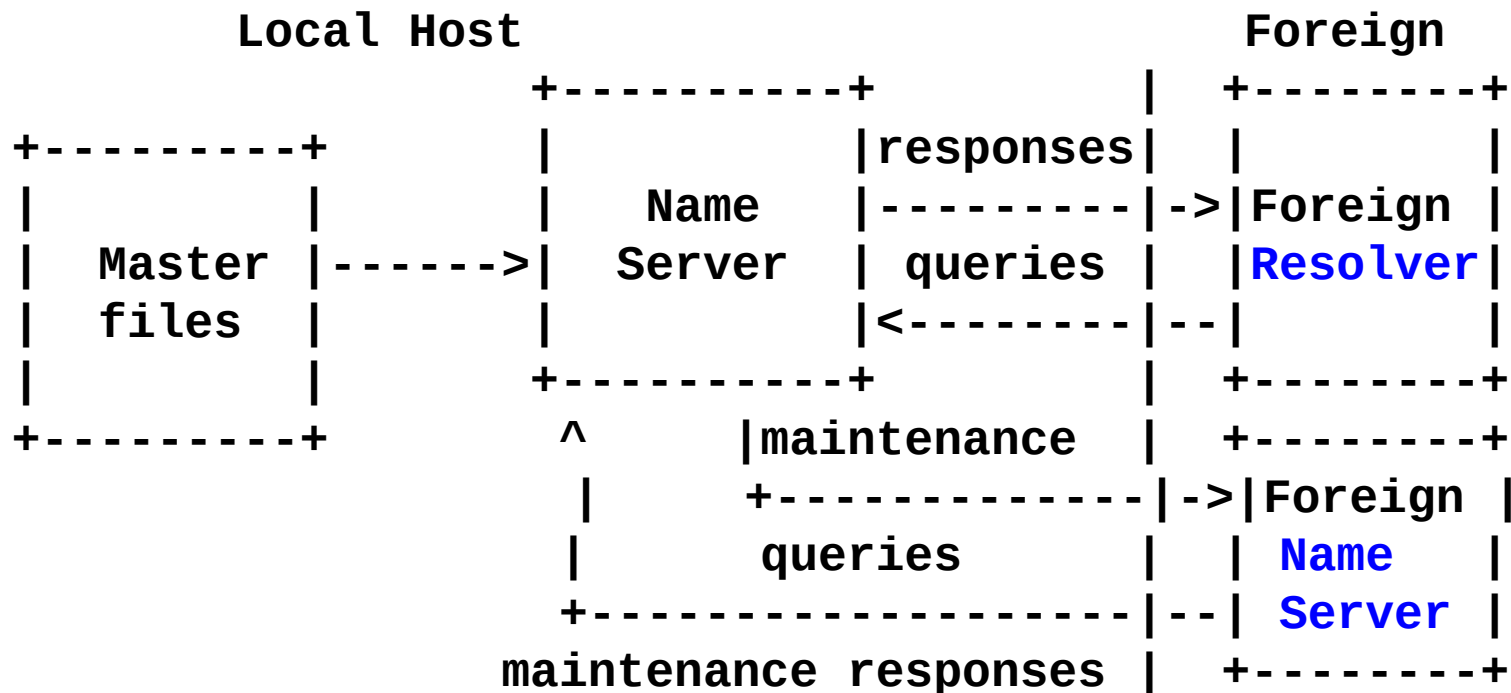 Local Host                         Foreign
                  +----------+         |  +--------+
+---------+       |          |responses|  |        |
|         |       |   Name   |---------|->|Foreign |
|  Master |------>|  Server  | queries |  |Resolver|
|  files  |       |          |<--------|--|        |
|         |       +----------+         |  +--------+
+---------+        ^     |maintenance  |  +--------+
                   |     +-------------|->|Foreign |
                   |      queries      |  | Name   |
                   +-------------------|--| Server |
                 maintenance responses |  +--------+